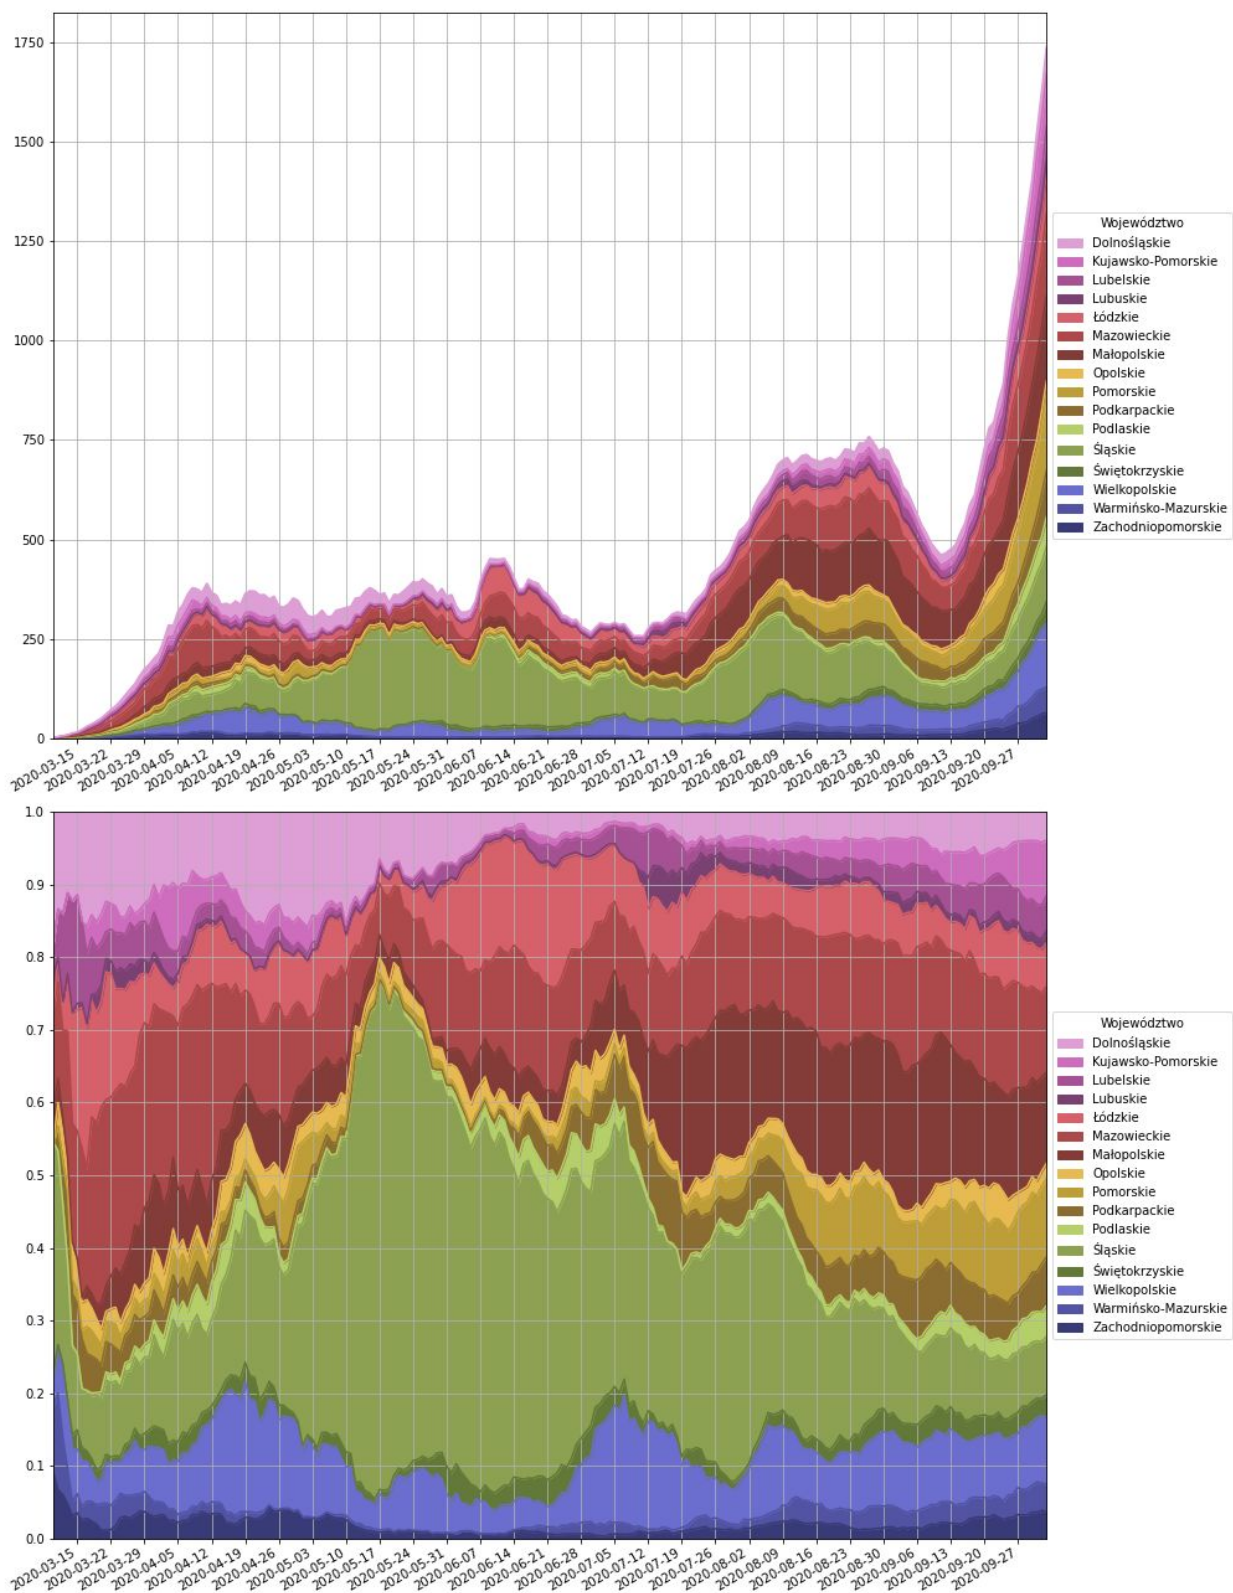 1750
1500
1250
1000
750
500
250
0
2020-03-15
2020-03-22
2020-03-29
2020-04-05
2020-04-12
2020-04-19
2020-04-26
2020-05-03
2020-05-10
2020-05-17
2020-05-24
2020-05-31
2020-06-07
2020-06-14
2020-06-21
2020-06-28
2020-07-05
2020-07-12
2020-07-19
2020-07-26
2020-08-02
2020-08-09
2020-08-16
2020-08-23
2020-08-30
2020-09-06
2020-09-13
2020-09-20
2020-09-27
Województwo
Dolnośląskie
Kujawsko-Pomorskie
Lubelskie
Lubuskie
Łódzkie
Mazowieckie
Małopolskie
Opolskie
Pomorskie
Podkarpackie
Podlaskie
Śląskie
Świętokrzyskie
Wielkopolskie
Warmińsko-Mazurskie
Zachodniopomorskie
1.0
0.9
0.8
0.7
0.6
0.5
0.4
0.3
0.2
0.1
0.0
2020-03-15
2020-03-22
2020-03-29
2020-04-05
2020-04-12
2020-04-19
2020-04-26
2020-05-03
2020-05-10
2020-05-17
2020-05-24
2020-05-31
2020-06-07
2020-06-14
2020-06-21
2020-06-28
2020-07-05
2020-07-12
2020-07-19
2020-07-26
2020-08-02
2020-08-09
2020-08-16
2020-08-23
2020-08-30
2020-09-06
2020-09-13
2020-09-20
2020-09-27
Województwo
Dolnośląskie
Kujawsko-Pomorskie
Lubelskie
Lubuskie
Łódzkie
Mazowieckie
Małopolskie
Opolskie
Pomorskie
Podkarpackie
Podlaskie
Śląskie
Świętokrzyskie
Wielkopolskie
Warmińsko-Mazurskie
Zachodniopomorskie